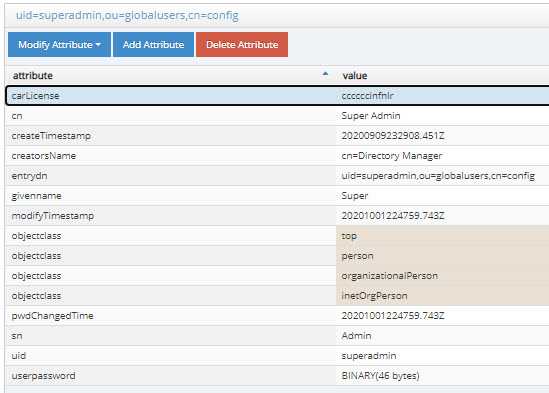 uid=superadmin,ou=globalusers,cn=config
Modify Attribute Add Attribute Delete Attribute
attribute value
carLicense ccccccinfnlr
cn Super Admin
createTimestamp 20200909232908.451Z
creatorsName cn=Directory Manager
entrydn uid=superadmin,ou=globalusers,cn=config
givenname Super
modifyTimestamp 20201001224759.743Z
objectclass top
objectclass person
objectclass organizationalPerson
objectclass inetOrgPerson
pwdChangedTime 20201001224759.743Z
sn Admin
uid superadmin
userpassword BINARY(46 bytes)